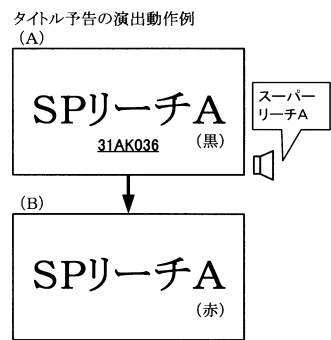 タイトル予告の演出動作例
(A)
SPリーチA
31AK036
(黒)
スーパー
リーチA
(B)
SPリーチA
(赤)